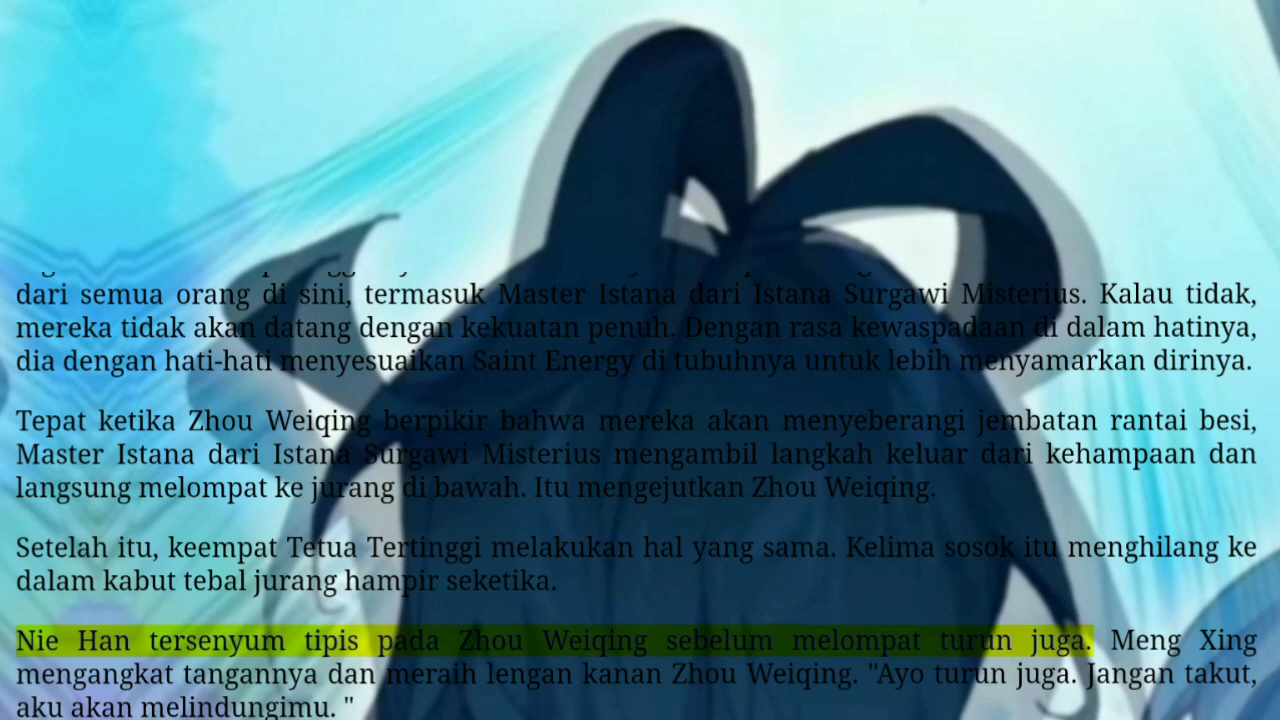 dari semua orang di sini, termasuk Master Istana dari Istana Surgawi Misterius. Kalau tidak,
mereka tidak akan datang dengan kekuatan penuh. Dengan rasa kewaspadaan di dalam hatinya,
dia dengan hati-hati menyesuaikan Saint Energy di tubuhnya untuk lebih menyamarkan dirinya.
Tepat ketika Zhou Weiqing berpikir bahwa mereka akan menyeberangi jembatan rantai besi,
Master Istana dari Istana Surgawi Misterius mengambil langkah keluar dari kehampaan dan
langsung melompat ke jurang di bawah. Itu mengejutkan Zhou Weiqing.
Setelah itu, keempat Tetua Tertinggi melakukan hal yang sama. Kelima sosok itu menghilang ke
dalam kabut tebal jurang hampir seketika.
Nie Han tersenyum tipis pada Zhou Weiqing sebelum melompat turun juga. Meng Xing
mengangkat tangannya dan meraih lengan kanan Zhou Weiqing. "Ayo turun juga. Jangan takut,
aku akan melindungimu. "